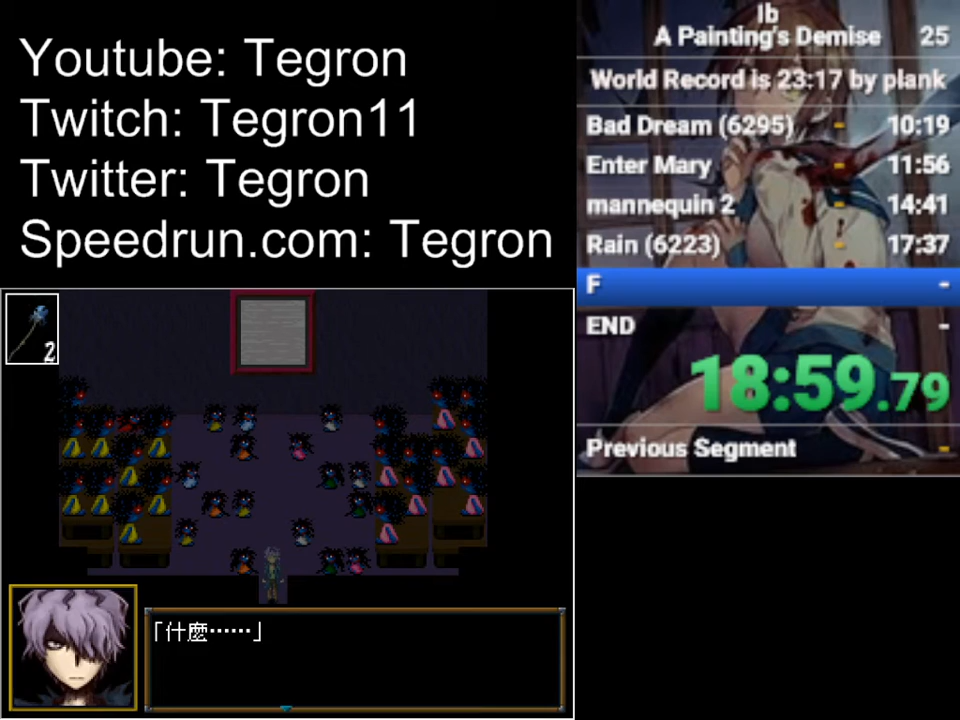 Youtube: Tegron
Twitch: Tegron11
Twitter: Tegron
Speedrun.com: Tegron
Ib
A Painting's Demise 25
World Record is 23:17 by plank
Bad Dream (6295) - 10:19
Enter Mary - 11:56
mannequin 2 - 14:41
Rain (6223) - 17:37
F -
END -
18:59.79
Previous Segment -
2
「什麼……」